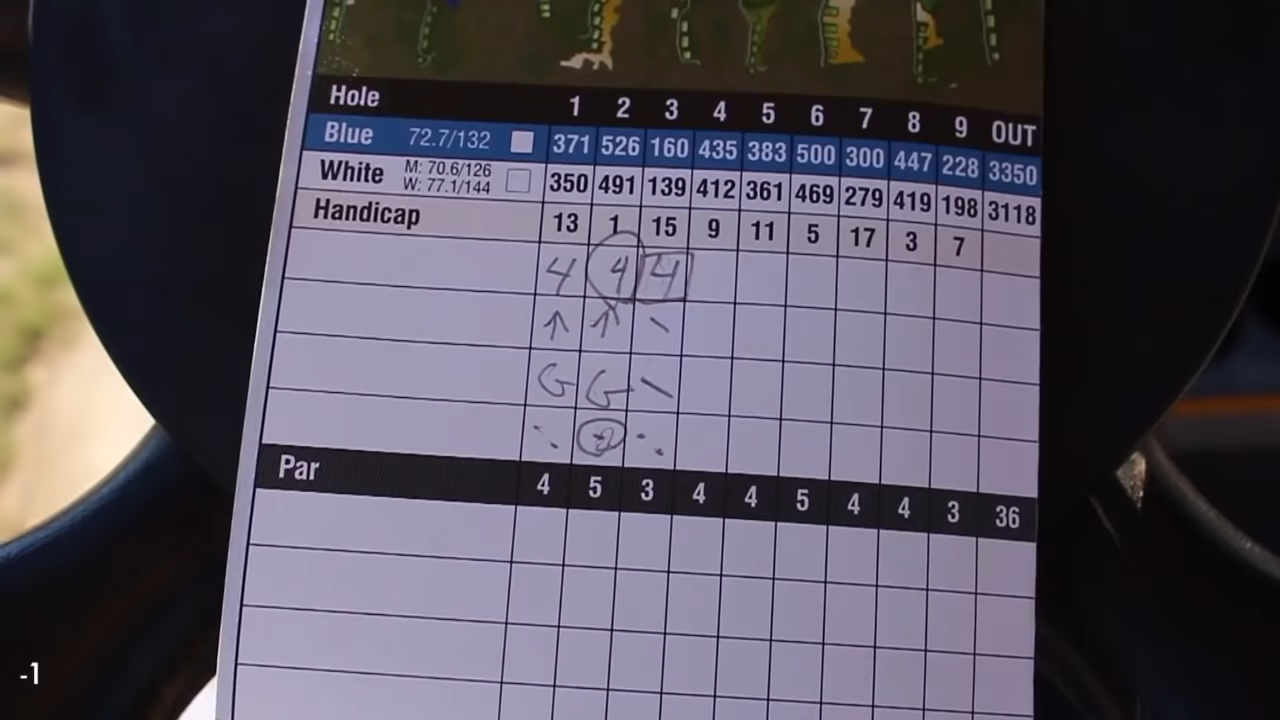 Hole 1 2 3 4 5 6 7 8 9 OUT
Blue 72.7/132 371 526 160 435 383 500 300 447 228 3350
White M: 70.6/126 W: 77.1/144 350 491 139 412 361 469 279 419 198 3118
Handicap 13 1 15 9 11 5 17 3 7
4 4 4
↑ ↑ \
G G \
Par 4 5 3 4 4 5 4 4 3 36
-1